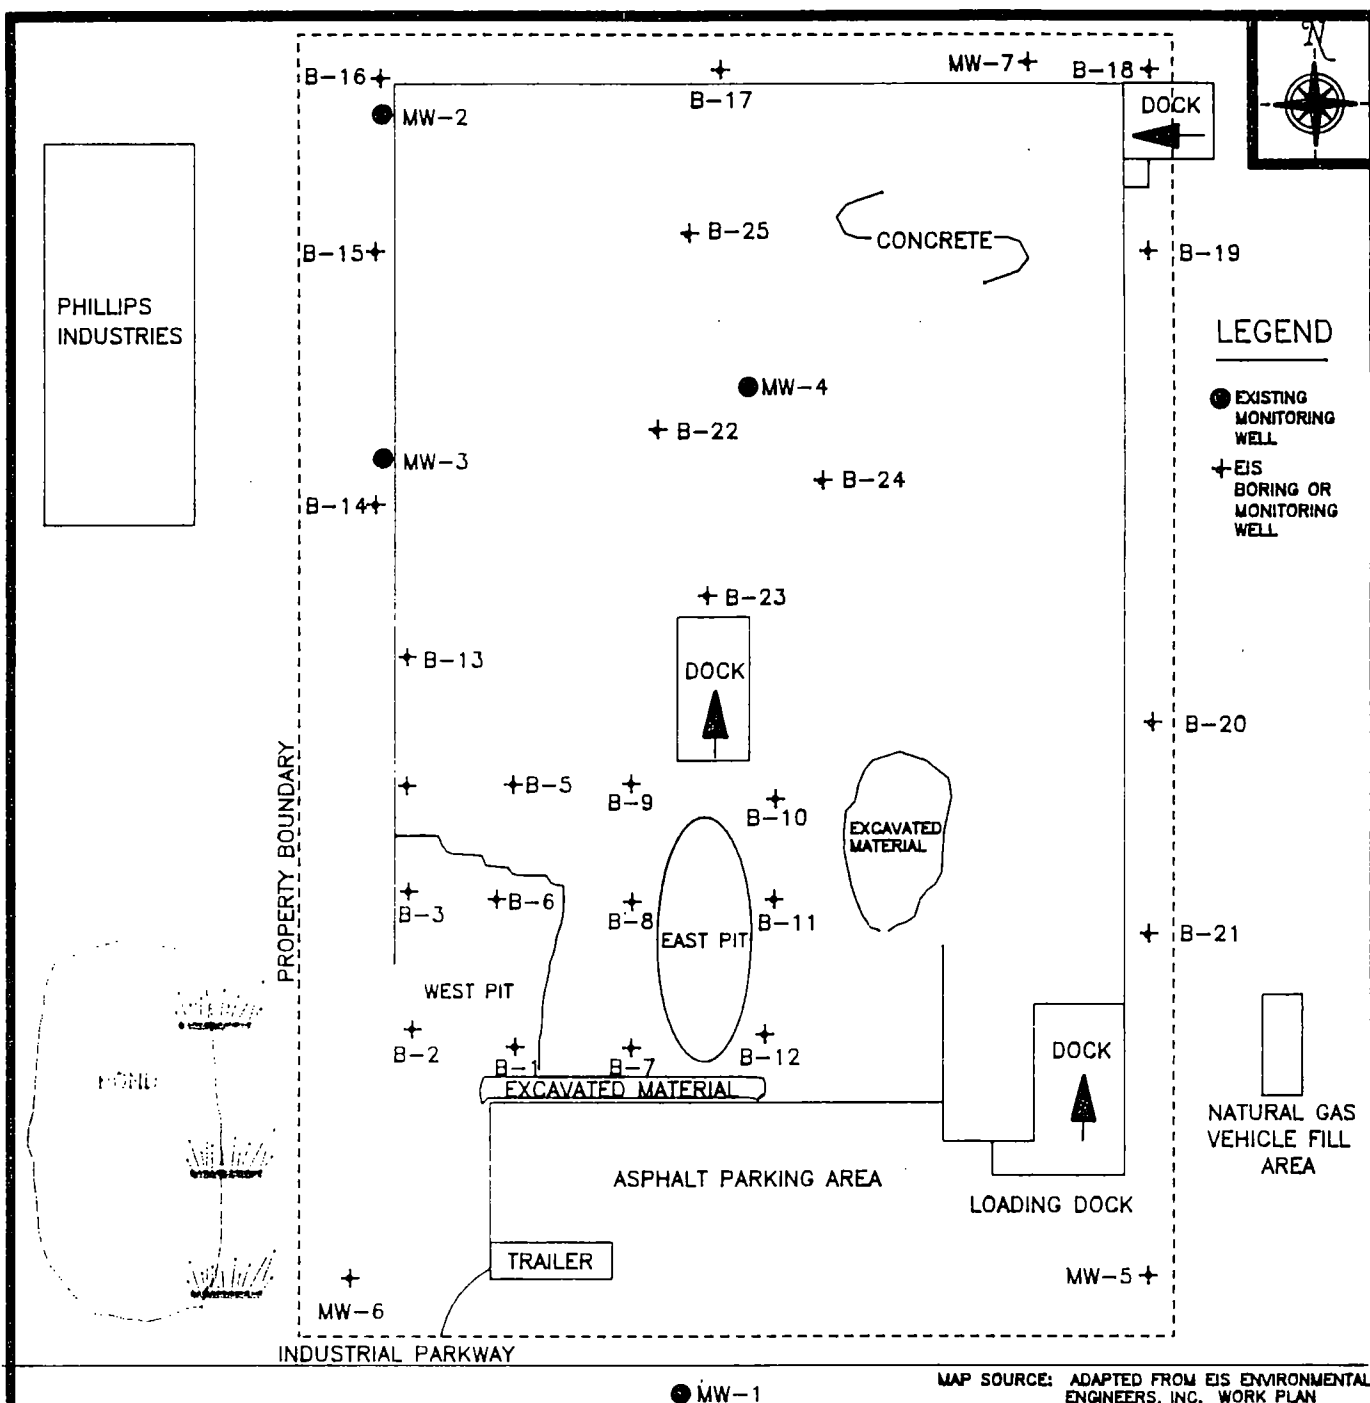 N
B-16
MW-2
B-17
MW-7
B-18
DOCK
B-15
B-25
CONCRETE
B-19
PHILLIPS
INDUSTRIES
LEGEND
EXISTING
MONITORING
WELL
EIS
BORING OR
MONITORING
WELL
MW-4
B-22
MW-3
B-24
B-14
B-23
B-13
DOCK
B-20
PROPERTY BOUNDARY
B-5
B-9
B-10
EXCAVATED
MATERIAL
B-3
B-6
B-8
B-11
EAST PIT
B-21
WEST PIT
B-2
B-1
B-7
B-12
DOCK
EXCAVATED MATERIAL
NATURAL GAS
VEHICLE FILL
AREA
ASPHALT PARKING AREA
LOADING DOCK
TRAILER
MW-5
MW-6
INDUSTRIAL PARKWAY
MW-1
MAP SOURCE: ADAPTED FROM EIS ENVIRONMENTAL
ENGINEERS, INC. WORK PLAN